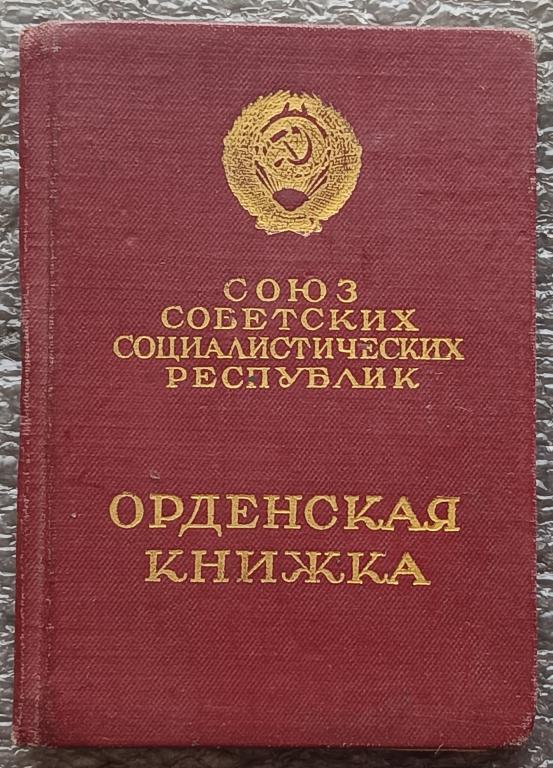 СОЮЗ
СОВЕТСКИХ
СОЦИАЛИСТИЧЕСКИХ
РЕСПУБЛИК
ОРДЕНСКАЯ
КНИЖКА